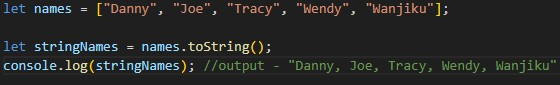 let names = ["Danny", "Joe", "Tracy", "Wendy", "Wanjiku"];
let stringNames = names.toString();
console.log(stringNames); //output - "Danny, Joe, Tracy, Wendy, Wanjiku"